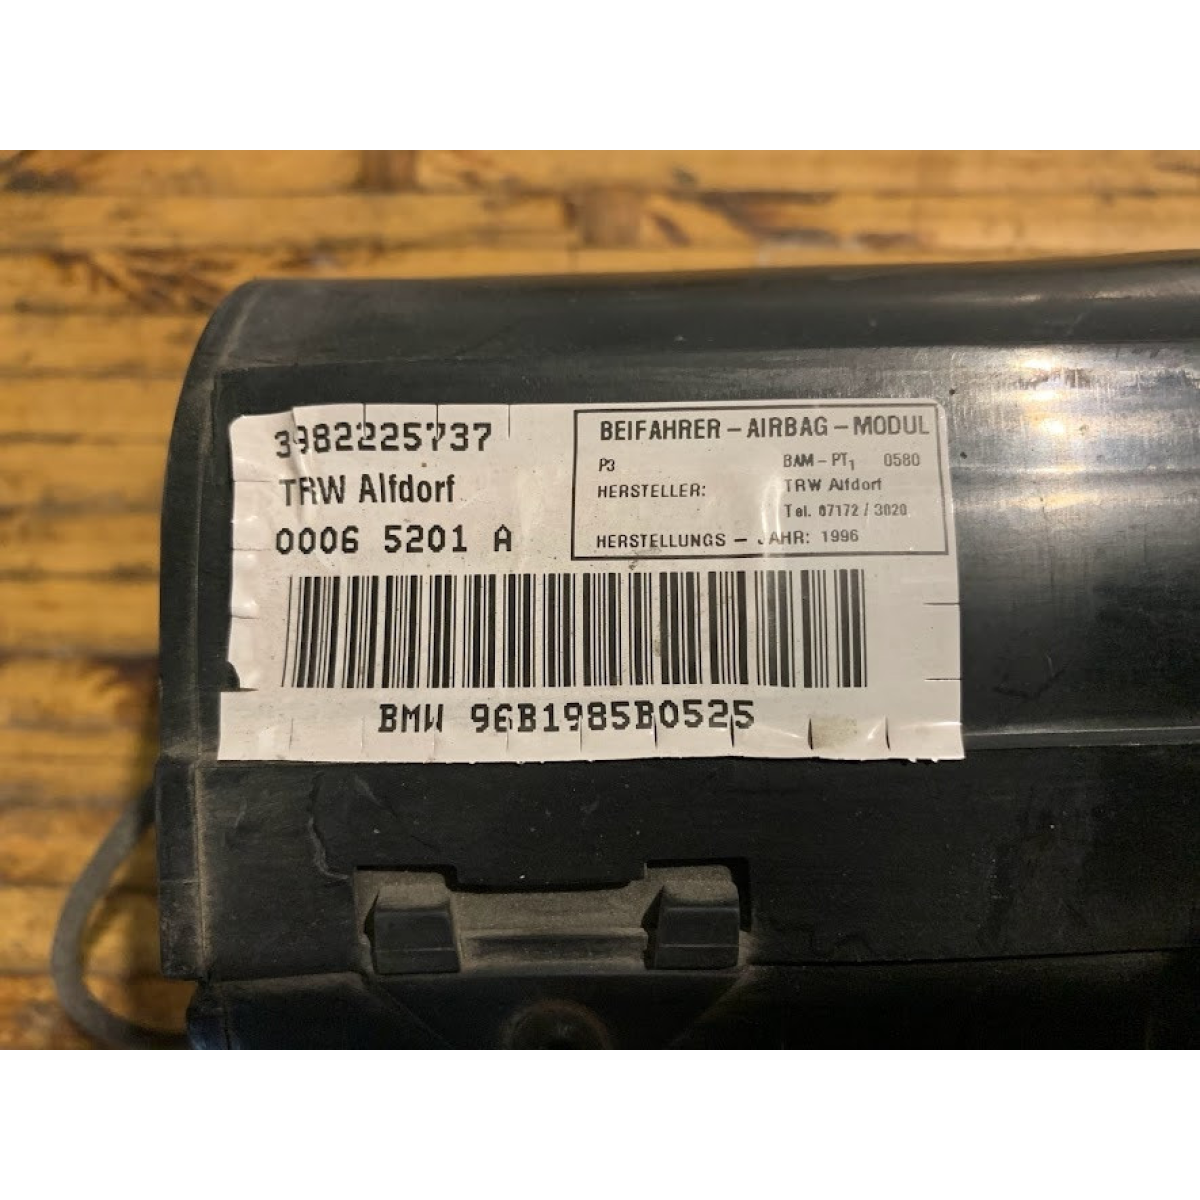 3982225737
TRW Alfdorf
0006 5201 A
BEIFAHRER - AIRBAG - MODUL
P3 BAM - PT1 0580
HERSTELLER: TRW Alfdorf
Tel. 07172 / 3020
HERSTELLUNGS - JAHR: 1996
BMW 96B1985B0525